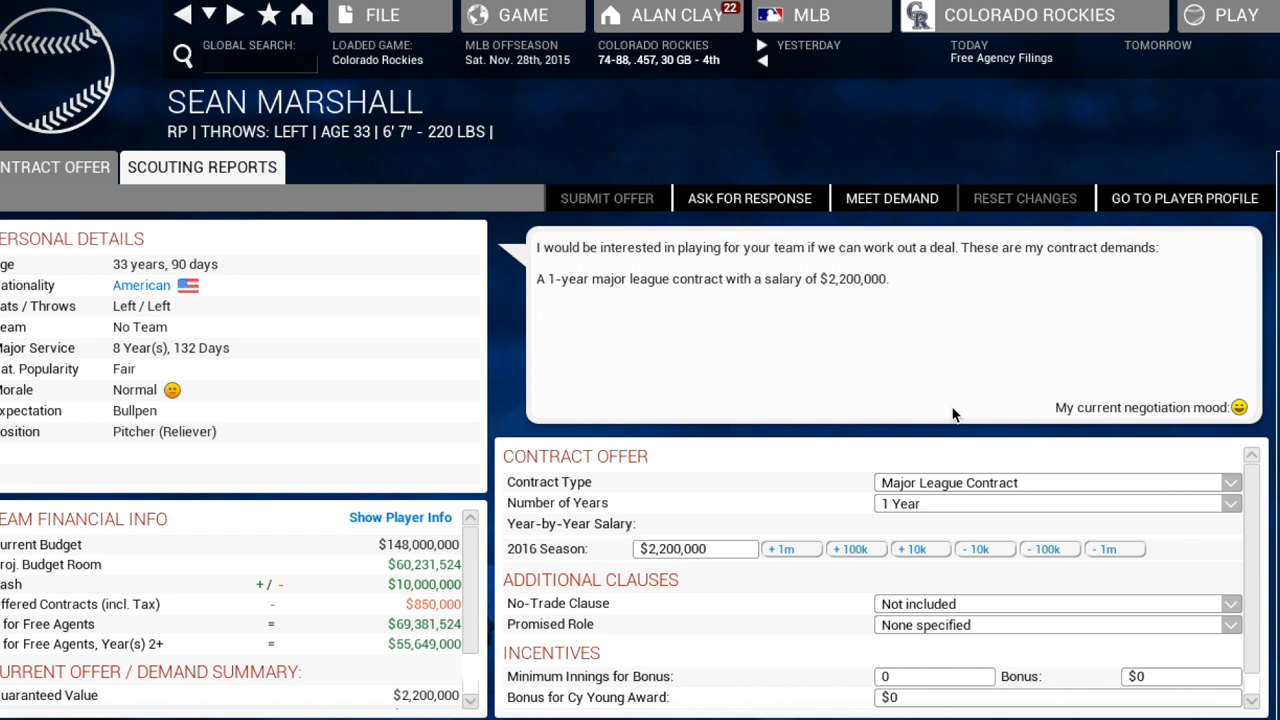 FILE GAME ALAN CLAY 22 MLB CR COLORADO ROCKIES PLAY
GLOBAL SEARCH: LOADED GAME: MLB OFFSEASON COLORADO ROCKIES YESTERDAY TODAY TOMORROW
Colorado Rockies Sat. Nov. 28th, 2015 74-88, .457, 30 GB - 4th Free Agency Filings
SEAN MARSHALL
RP | THROWS: LEFT | AGE 33 | 6' 7" - 220 LBS |
NTRACT OFFER SCOUTING REPORTS
SUBMIT OFFER ASK FOR RESPONSE MEET DEMAND RESET CHANGES GO TO PLAYER PROFILE
ERSONAL DETAILS
ge 33 years, 90 days
ationality American
ats / Throws Left / Left
eam No Team
ajor Service 8 Year(s), 132 Days
at. Popularity Fair
orale Normal
xpectation Bullpen
osition Pitcher (Reliever)
I would be interested in playing for your team if we can work out a deal. These are my contract demands:
A 1-year major league contract with a salary of $2,200,000.
My current negotiation mood:
EAM FINANCIAL INFO Show Player Info
urrent Budget $148,000,000
roj. Budget Room $60,231,524
ash + / - $10,000,000
ffered Contracts (incl. Tax) - $850,000
for Free Agents = $69,381,524
for Free Agents, Year(s) 2+ = $55,649,000
URRENT OFFER / DEMAND SUMMARY:
uaranteed Value $2,200,000
CONTRACT OFFER
Contract Type Major League Contract
Number of Years 1 Year
Year-by-Year Salary:
2016 Season: $2,200,000 + 1m + 100k + 10k - 10k - 100k - 1m
ADDITIONAL CLAUSES
No-Trade Clause Not included
Promised Role None specified
INCENTIVES
Minimum Innings for Bonus: 0 Bonus: $0
Bonus for Cy Young Award: $0